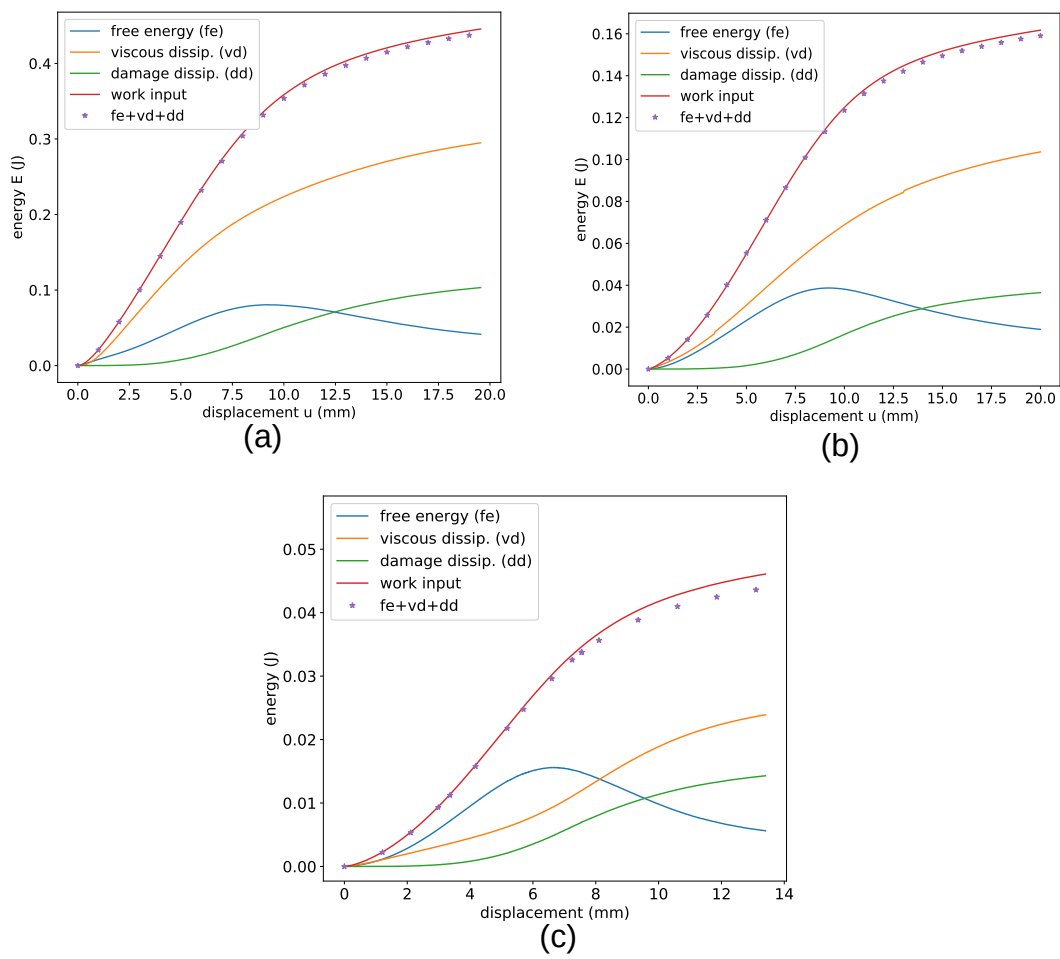 free energy (fe)
viscous dissip. (vd)
damage dissip. (dd)
work input
fe+vd+dd
energy E (J)
0.4
0.3
0.2
0.1
0.0
0.0 2.5 5.0 7.5 10.0 12.5 15.0 17.5 20.0
displacement u (mm)
(a)
free energy (fe)
viscous dissip. (vd)
damage dissip. (dd)
work input
fe+vd+dd
energy E (J)
0.16
0.14
0.12
0.10
0.08
0.06
0.04
0.02
0.00
0.0 2.5 5.0 7.5 10.0 12.5 15.0 17.5 20.0
displacement u (mm)
(b)
free energy (fe)
viscous dissip. (vd)
damage dissip. (dd)
work input
fe+vd+dd
energy (J)
0.05
0.04
0.03
0.02
0.01
0.00
0 2 4 6 8 10 12 14
displacement (mm)
(c)